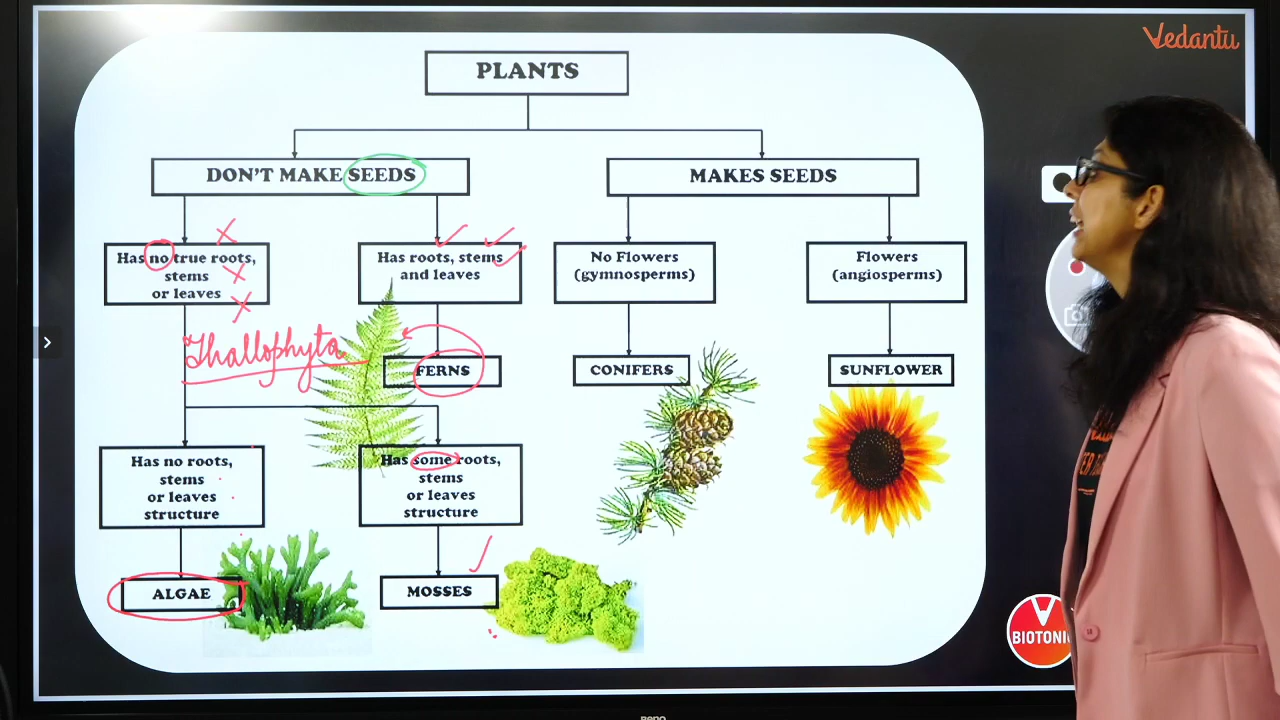 Vedantu
PLANTS
DON'T MAKE SEEDS
MAKES SEEDS
Has no true roots,
stems
or leaves
Has roots, stems
and leaves
No Flowers
(gymnosperms)
Flowers
(angiosperms)
Thallophyta
FERNS
CONIFERS
SUNFLOWER
Has no roots,
stems
or leaves
structure
Has some roots,
stems
or leaves
structure
ALGAE
MOSSES
BIOTONI
BenQ